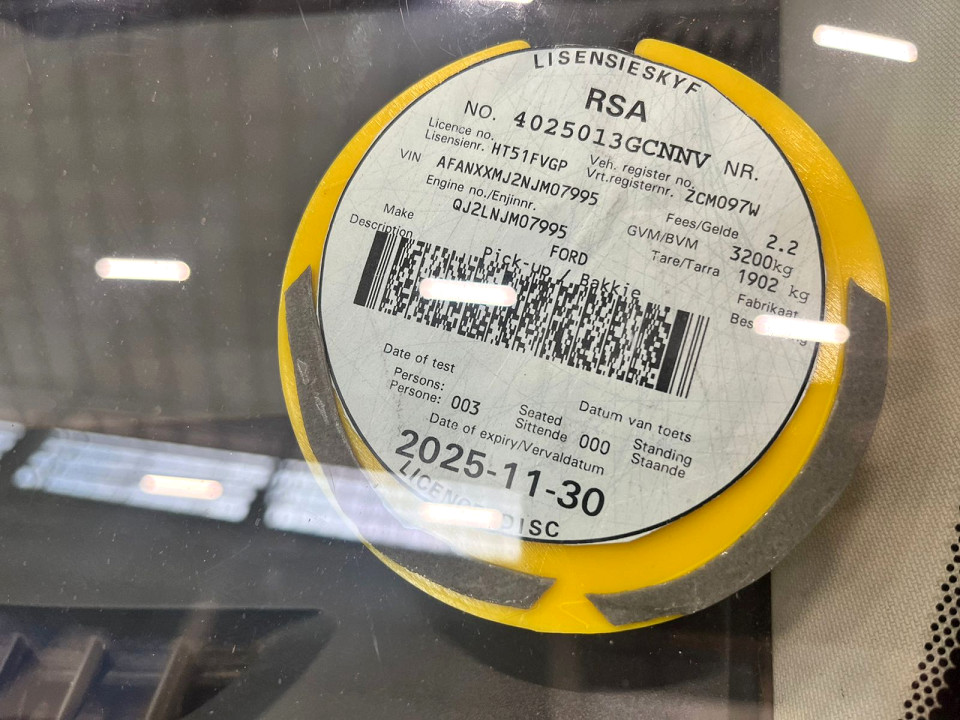 LISENSIESKYF
RSA
NO. 4025013GCNNV NR.
Licence no. HT51FVGP Veh. register no. ZCM097W
Lisensienr. Vrt.registernr.
VIN AFANXXMJ2NJM07995 Fees/Gelde 2.2
Engine no./Enjinnr. GVM/BVM 3200kg
QJ2LNJM07995 Tare/Tarra 1902 kg
Make FORD Fabrikaat
Description Pick-up / Bakkie
Date of test Datum van toets
Persons: Seated Standing
Persone: 003 Sittende 000 Staande
Date of expiry/Vervaldatum
2025-11-30
LICENCE DISC